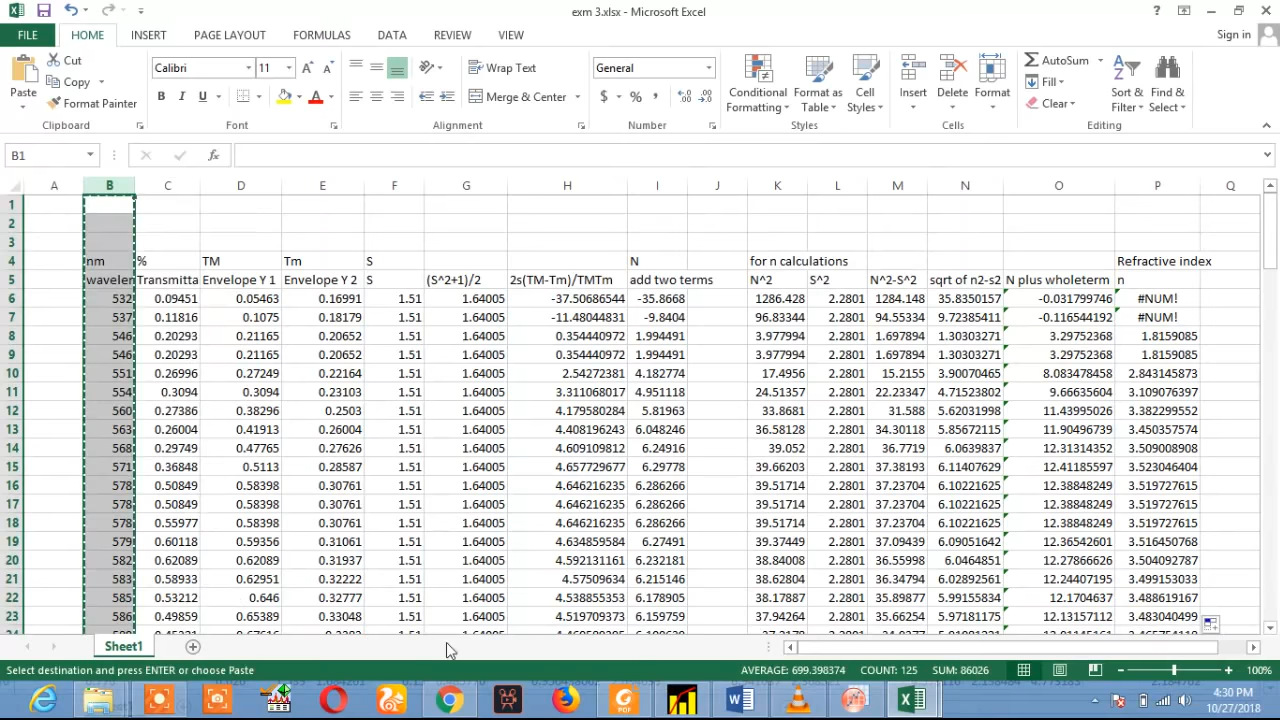 exm 3.xlsx - Microsoft Excel
?
FILE HOME INSERT PAGE LAYOUT FORMULAS DATA REVIEW VIEW Sign in
Cut
Copy
Format Painter
Paste
Clipboard
Calibri 11
B I U
Font
Wrap Text
Merge & Center
Alignment
General
$ % ,
Number
Conditional Formatting
Format as Table
Cell Styles
Styles
Insert Delete Format
Cells
AutoSum
Fill
Clear
Sort & Filter
Find & Select
Editing
B1 fx
A B C D E F G H I J K L M N O P Q
1
2
3
4 nm % TM Tm S N for n calculations Refractive index
5 wavelen Transmitta Envelope Y 1 Envelope Y 2 S (S^2+1)/2 2s(TM-Tm)/TMTm add two terms N^2 S^2 N^2-S^2 sqrt of n2-s2 N plus wholeterm n
6 532 0.09451 0.05463 0.16991 1.51 1.64005 -37.50686544 -35.8668 1286.428 2.2801 1284.148 35.8350157 -0.031799746 #NUM!
7 537 0.11816 0.1075 0.18179 1.51 1.64005 -11.48044831 -9.8404 96.83344 2.2801 94.55334 9.72385411 -0.116544192 #NUM!
8 546 0.20293 0.21165 0.20652 1.51 1.64005 0.354440972 1.994491 3.977994 2.2801 1.697894 1.30303271 3.29752368 1.8159085
9 546 0.20293 0.21165 0.20652 1.51 1.64005 0.354440972 1.994491 3.977994 2.2801 1.697894 1.30303271 3.29752368 1.8159085
10 551 0.26996 0.27249 0.22164 1.51 1.64005 2.54272381 4.182774 17.4956 2.2801 15.2155 3.90070465 8.083478458 2.843145873
11 554 0.3094 0.3094 0.23103 1.51 1.64005 3.311068017 4.951118 24.51357 2.2801 22.23347 4.71523802 9.66635604 3.109076397
12 560 0.27386 0.38296 0.2503 1.51 1.64005 4.179580284 5.81963 33.8681 2.2801 31.588 5.62031998 11.43995026 3.382299552
13 563 0.26004 0.41913 0.26004 1.51 1.64005 4.408196243 6.048246 36.58128 2.2801 34.30118 5.85672115 11.90496739 3.450357574
14 568 0.29749 0.47765 0.27626 1.51 1.64005 4.609109812 6.24916 39.052 2.2801 36.7719 6.0639837 12.31314352 3.509008908
15 571 0.36848 0.5113 0.28587 1.51 1.64005 4.657729677 6.29778 39.66203 2.2801 37.38193 6.11407629 12.41185597 3.523046404
16 578 0.50849 0.58398 0.30761 1.51 1.64005 4.646216235 6.286266 39.51714 2.2801 37.23704 6.10221625 12.38848249 3.519727615
17 578 0.50849 0.58398 0.30761 1.51 1.64005 4.646216235 6.286266 39.51714 2.2801 37.23704 6.10221625 12.38848249 3.519727615
18 578 0.55977 0.58398 0.30761 1.51 1.64005 4.646216235 6.286266 39.51714 2.2801 37.23704 6.10221625 12.38848249 3.519727615
19 579 0.60118 0.59356 0.31061 1.51 1.64005 4.634859584 6.27491 39.37449 2.2801 37.09439 6.09051642 12.36542601 3.516450768
20 582 0.62089 0.62089 0.31937 1.51 1.64005 4.592131161 6.232181 38.84008 2.2801 36.55998 6.0464851 12.27866626 3.504092787
21 583 0.58933 0.62951 0.32222 1.51 1.64005 4.57509634 6.215146 38.62804 2.2801 36.34794 6.02892561 12.24407195 3.499153033
22 585 0.53212 0.646 0.32777 1.51 1.64005 4.538855353 6.178905 38.17887 2.2801 35.89877 5.99155834 12.1704637 3.488619167
23 586 0.49859 0.65389 0.33048 1.51 1.64005 4.519709373 6.159759 37.94264 2.2801 35.66254 5.97181175 12.13157112 3.483040499
Sheet1
Select destination and press ENTER or choose Paste AVERAGE: 699.398374 COUNT: 125 SUM: 86026 100%
4:30 PM
10/27/2018